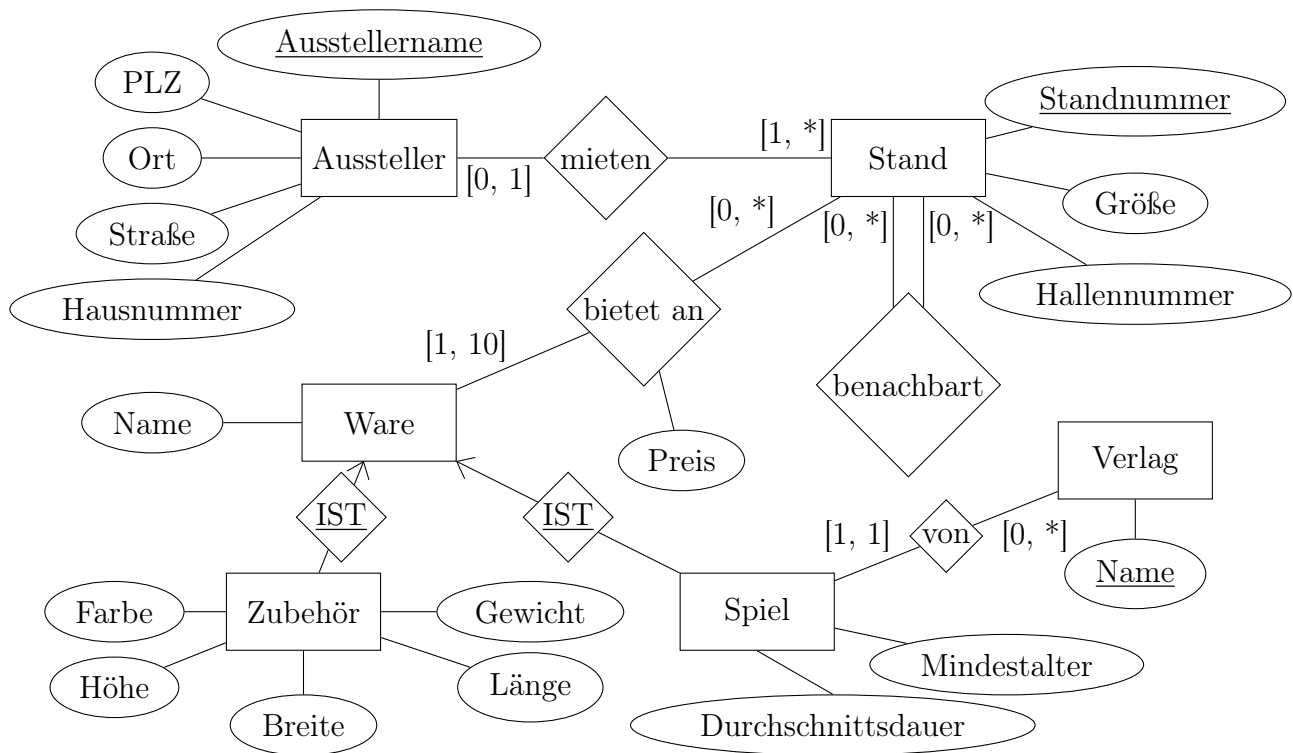 Ausstellername
PLZ
Standnummer
[1, *]
Ort
Aussteller
mieten
Stand
[0, 1]
Größe
[0, *]
[0, *]
[0, *]
Straße
Hausnummer
bietet an
Hallennummer
[1, 10]
benachbart
Name
Ware
Preis
Verlag
IST
IST
[1, 1]
von
[0, *]
Name
Farbe
Zubehör
Gewicht
Spiel
Mindestalter
Höhe
Länge
Breite
Durchschnittsdauer